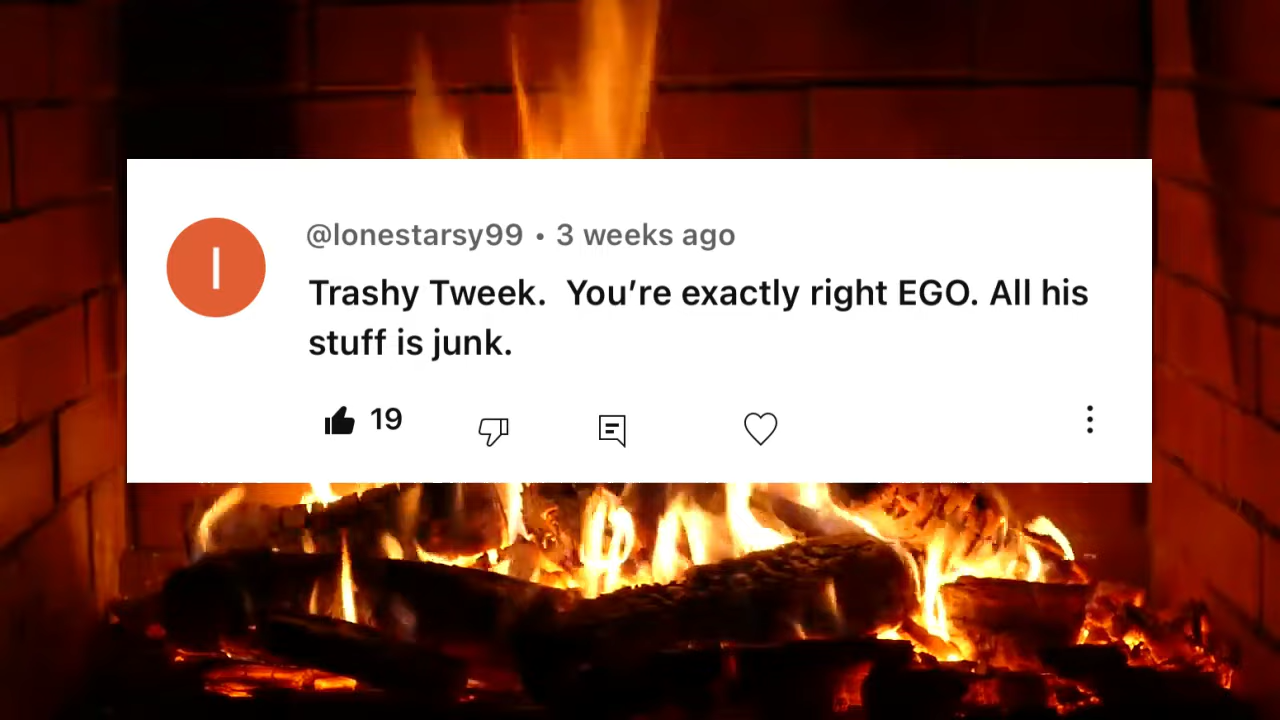 l
@lonestarsy99 • 3 weeks ago
Trashy Tweek.  You’re exactly right EGO. All his
stuff is junk.
19